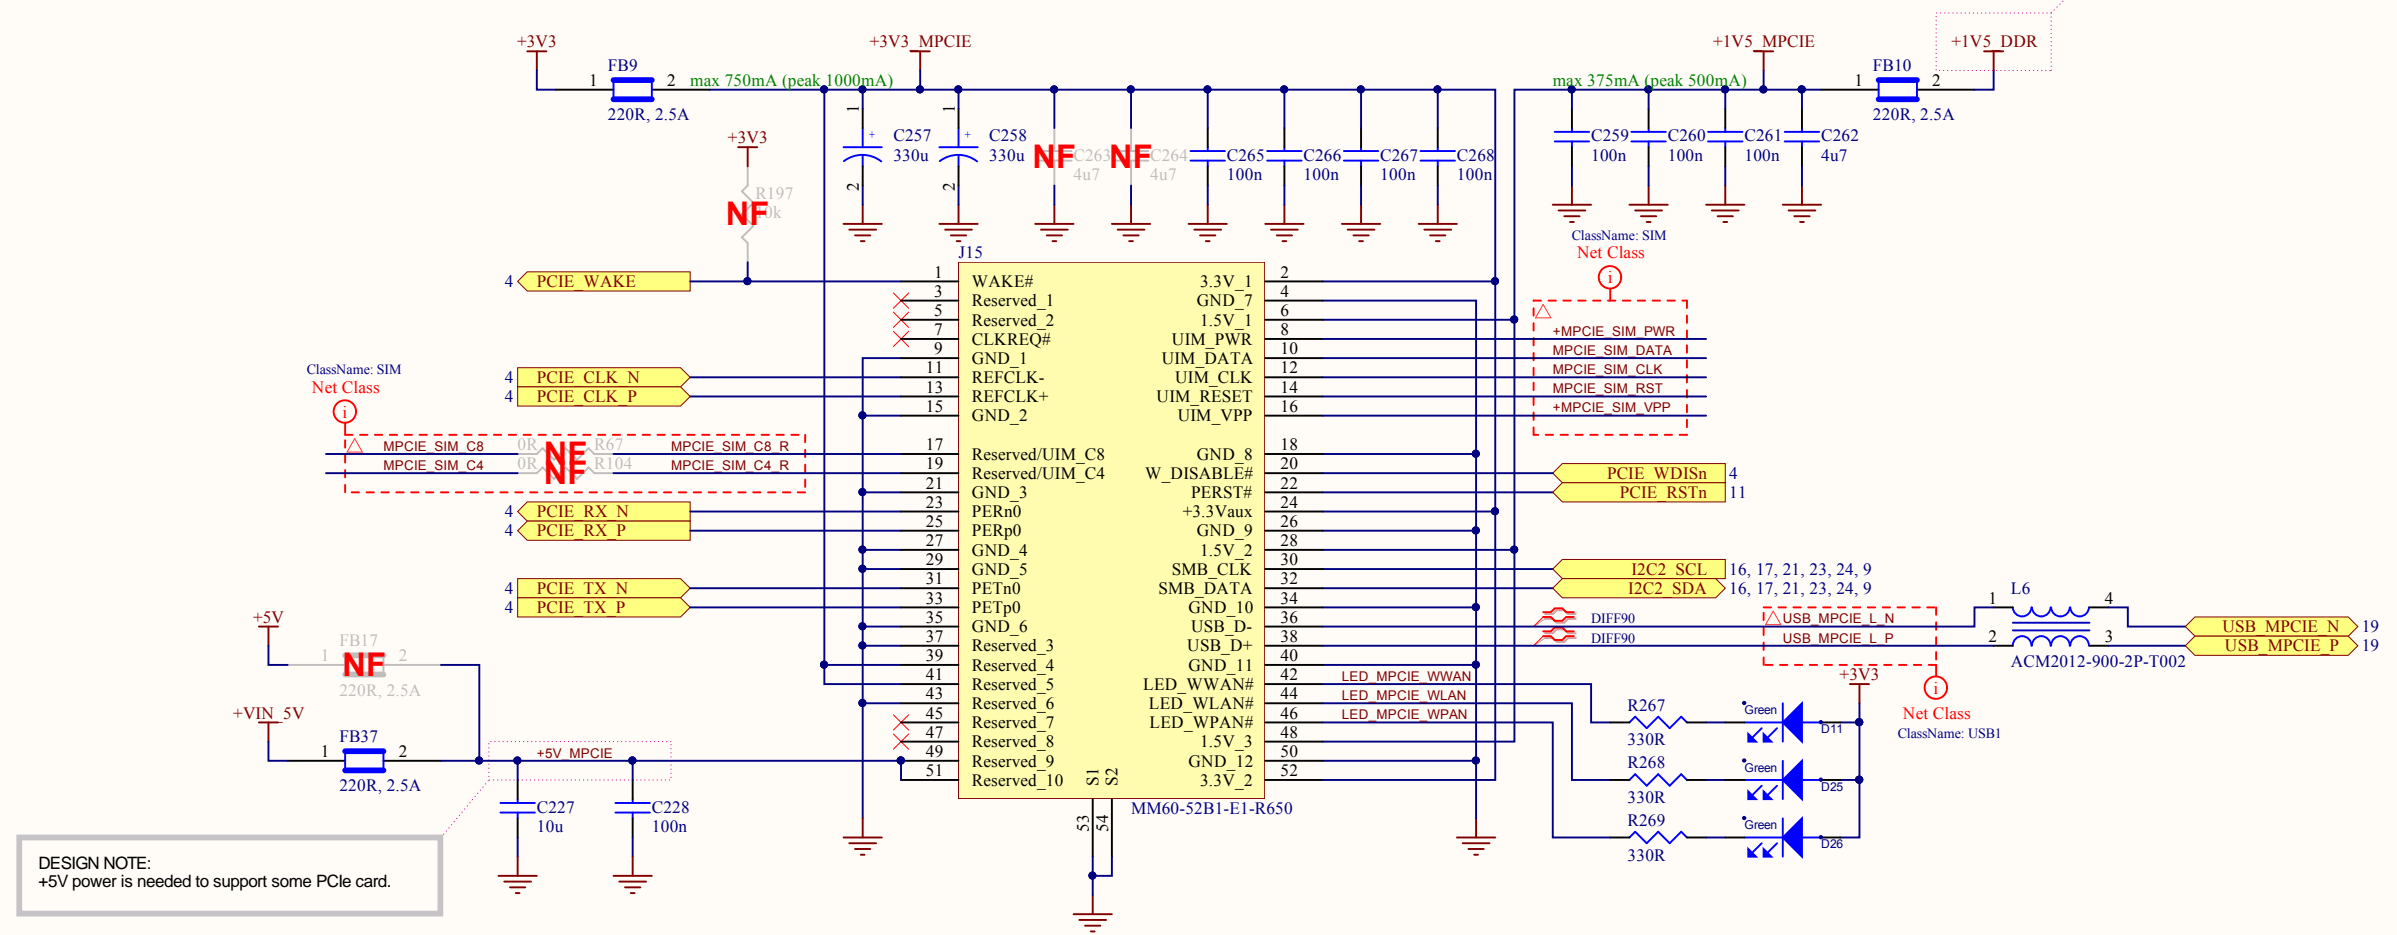 +3V3
FB9
1 2
220R, 2.5A
max 750mA (peak 1000mA)
+3V3_MPCIE
+1V5_MPCIE
max 375mA (peak 500mA)
+1V5_DDR
FB10
1 2
220R, 2.5A
+3V3
R197
NF
10k
1
+
C257
330u
2
1
+
C258
330u
2
NF
C263
4u7
NF
C264
4u7
C265
100n
C266
100n
C267
100n
C268
100n
C259
100n
C260
100n
C261
100n
C262
4u7
ClassName: SIM
Net Class
i
J15
4 PCIE_WAKE
1 WAKE#
3 Reserved_1
5 Reserved_2
7 CLKREQ#
9 GND_1
4 PCIE_CLK_N
11 REFCLK-
4 PCIE_CLK_P
13 REFCLK+
15 GND_2
ClassName: SIM
Net Class
i
MPCIE_SIM_C8 0R NF R67 MPCIE_SIM_C8_R
17 Reserved/UIM_C8
MPCIE_SIM_C4 0R NF R104 MPCIE_SIM_C4_R
19 Reserved/UIM_C4
21 GND_3
4 PCIE_RX_N
23 PERn0
4 PCIE_RX_P
25 PERp0
27 GND_4
29 GND_5
4 PCIE_TX_N
31 PETn0
4 PCIE_TX_P
33 PETp0
35 GND_6
37 Reserved_3
39 Reserved_4
41 Reserved_5
43 Reserved_6
45 Reserved_7
47 Reserved_8
49 Reserved_9
51 Reserved_10
3.3V_1 2
GND_7 4
1.5V_1 6
UIM_PWR 8
+MPCIE_SIM_PWR
UIM_DATA 10
MPCIE_SIM_DATA
UIM_CLK 12
MPCIE_SIM_CLK
UIM_RESET 14
MPCIE_SIM_RST
UIM_VPP 16
+MPCIE_SIM_VPP
GND_8 18
W_DISABLE# 20
PCIE_WDISn 4
PERST# 22
PCIE_RSTn 11
+3.3Vaux 24
GND_9 26
1.5V_2 28
SMB_CLK 30
I2C2_SCL 16, 17, 21, 23, 24, 9
SMB_DATA 32
I2C2_SDA 16, 17, 21, 23, 24, 9
GND_10 34
USB_D- 36
DIFF90
USB_MPCIE_L_N
USB_D+ 38
DIFF90
USB_MPCIE_L_P
GND_11 40
LED_WWAN# 42
LED_MPCIE_WWAN
LED_WLAN# 44
LED_MPCIE_WLAN
LED_WPAN# 46
LED_MPCIE_WPAN
1.5V_3 48
GND_12 50
3.3V_2 52
S1
S2
53
54
MM60-52B1-E1-R650
L6
1 4
2 3
ACM2012-900-2P-T002
USB_MPCIE_N 19
USB_MPCIE_P 19
i
Net Class
ClassName: USB1
+3V3
R267
330R
Green
D11
R268
330R
Green
D25
R269
330R
Green
D26
+5V
FB17
1 NF 2
220R, 2.5A
+VIN_5V
FB37
1 2
220R, 2.5A
+5V_MPCIE
C227
10u
C228
100n
DESIGN NOTE:
+5V power is needed to support some PCIe card.